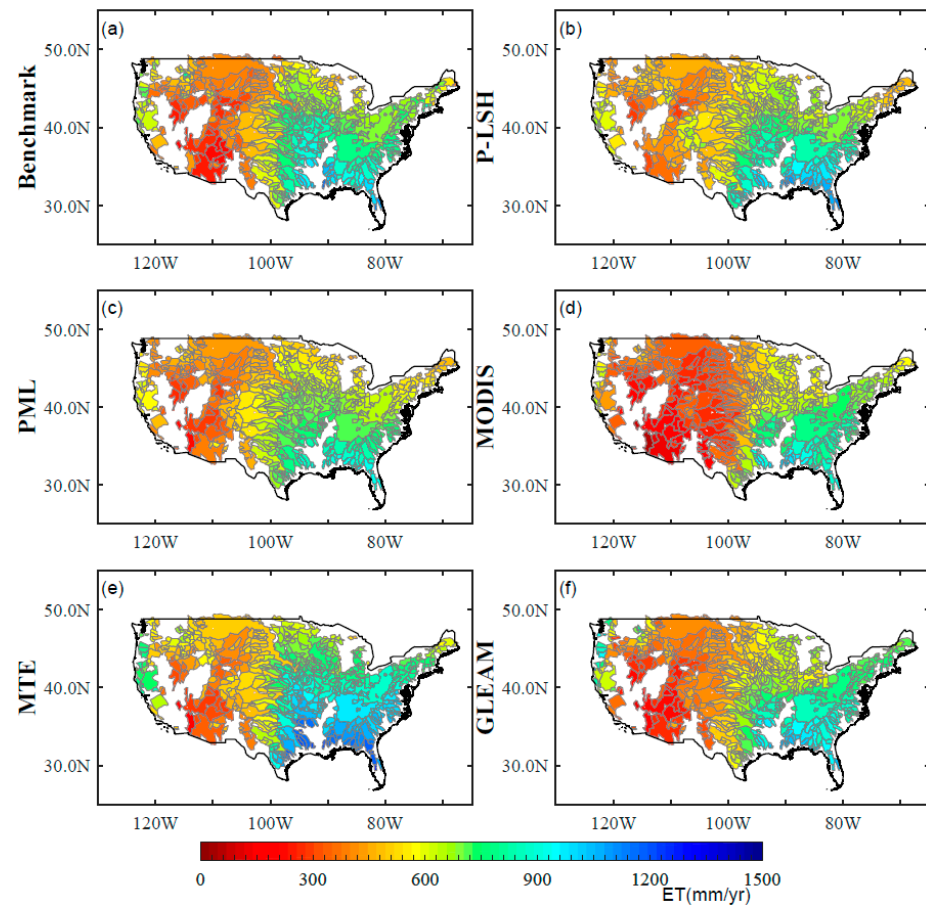 (a)
50.0N
40.0N
30.0N
120W 100W 80W
Benchmark
(b)
50.0N
40.0N
30.0N
120W 100W 80W
P-LSH
(c)
50.0N
40.0N
30.0N
120W 100W 80W
PML
(d)
50.0N
40.0N
30.0N
120W 100W 80W
MODIS
(e)
50.0N
40.0N
30.0N
120W 100W 80W
MTE
(f)
50.0N
40.0N
30.0N
120W 100W 80W
GLEAM
0 300 600 900 1200 1500
ET(mm/yr)